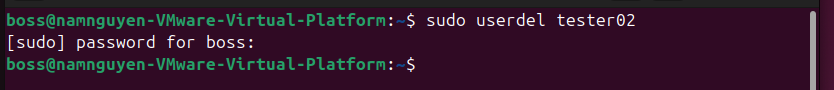 boss@namnguyen-VMware-Virtual-Platform:~$ sudo userdel tester02
[sudo] password for boss:
boss@namnguyen-VMware-Virtual-Platform:~$